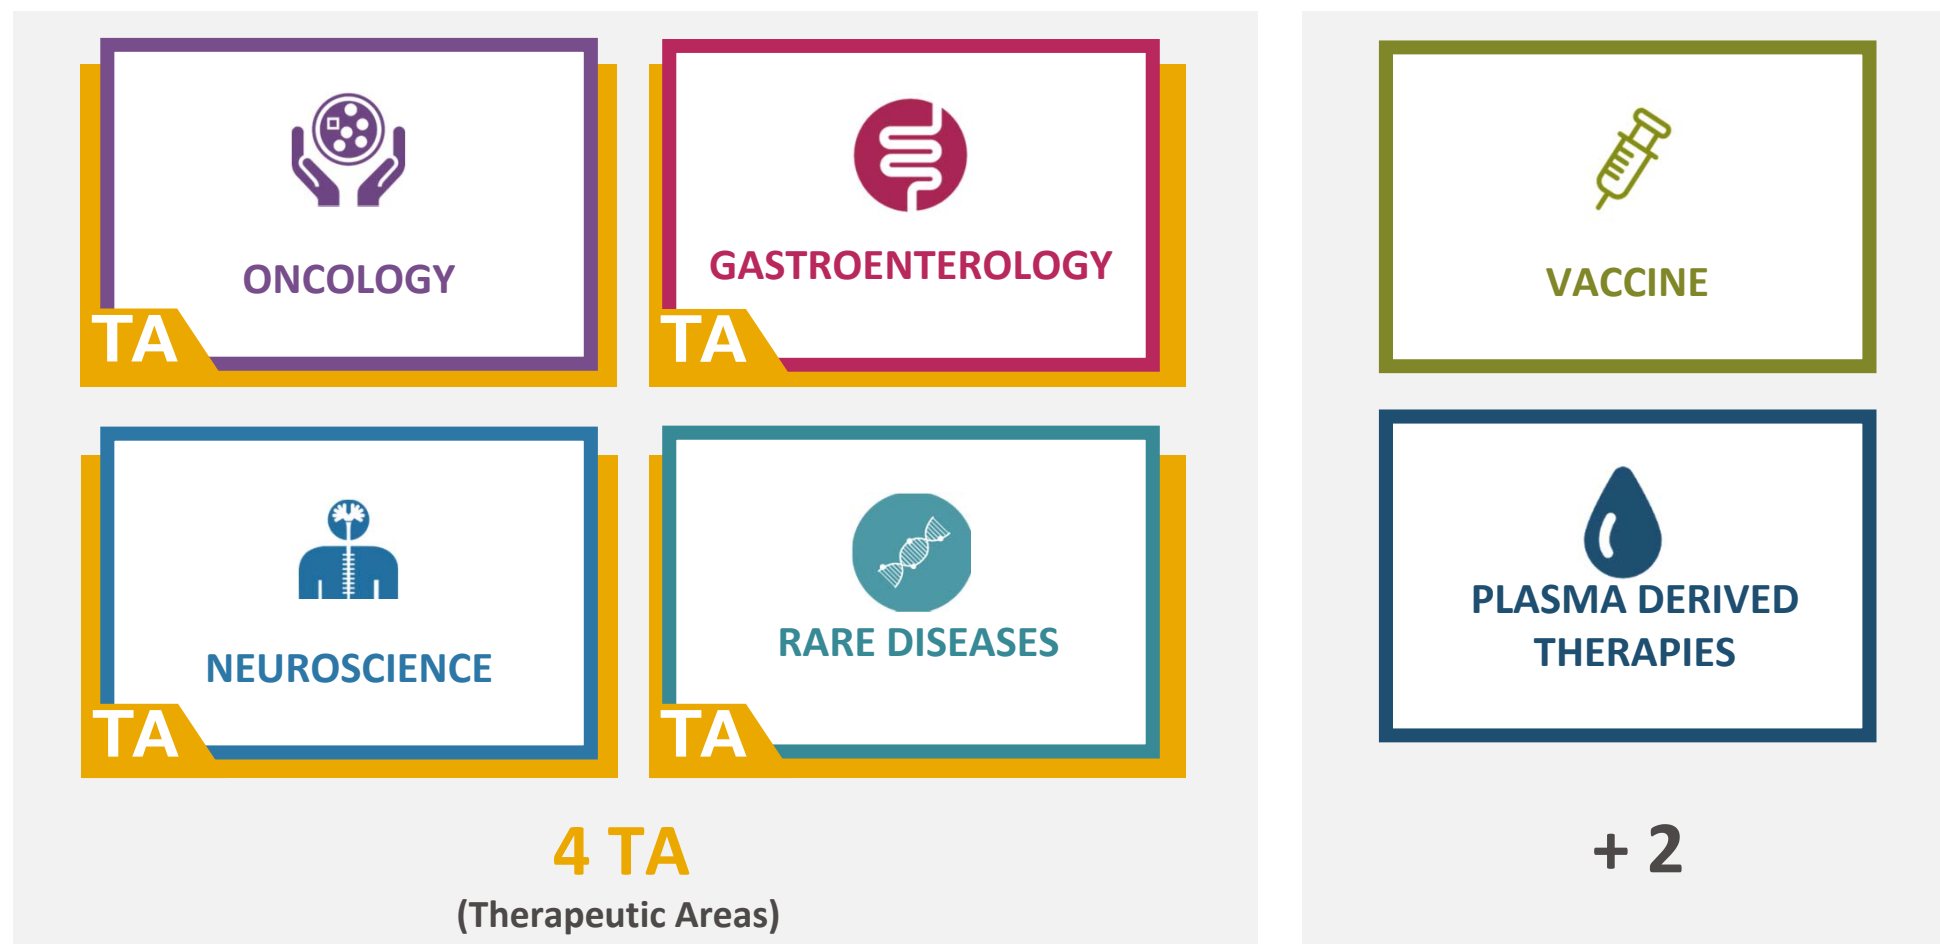 ONCOLOGY
TA
GASTROENTEROLOGY
TA
NEUROSCIENCE
TA
RARE DISEASES
TA
4 TA
(Therapeutic Areas)
VACCINE
PLASMA DERIVED
THERAPIES
+ 2